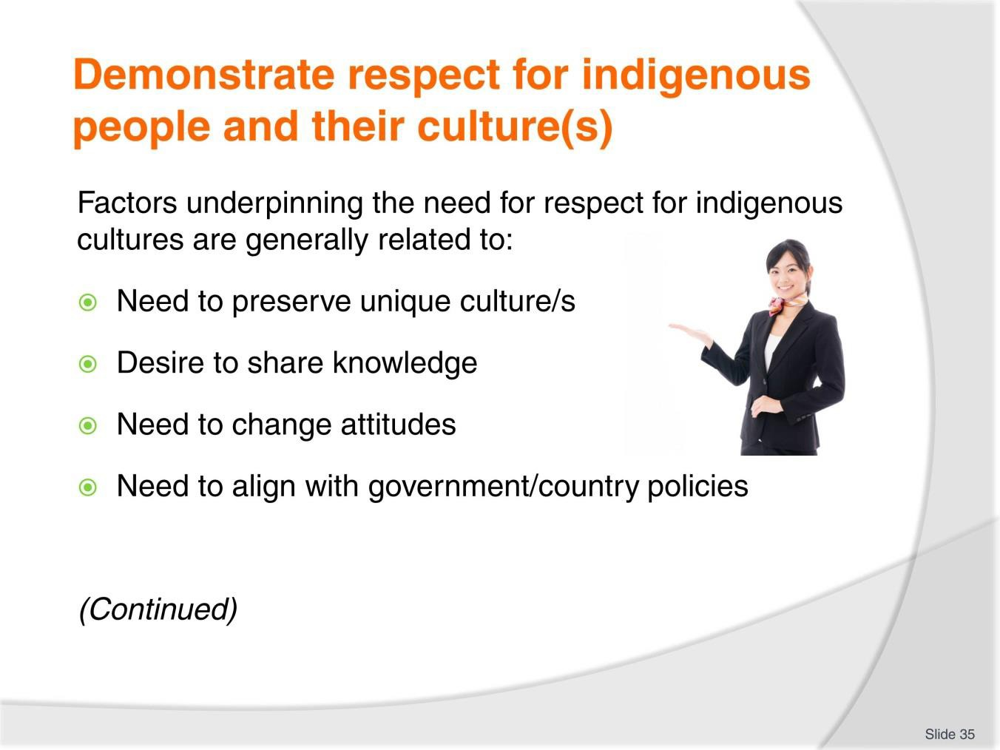 Demonstrate respect for indigenous
people and their culture(s)
Factors underpinning the need for respect for indigenous
cultures are generally related to:
Need to preserve unique culture/s
Desire to share knowledge
Need to change attitudes
Need to align with government/country policies
(Continued)
Slide 35